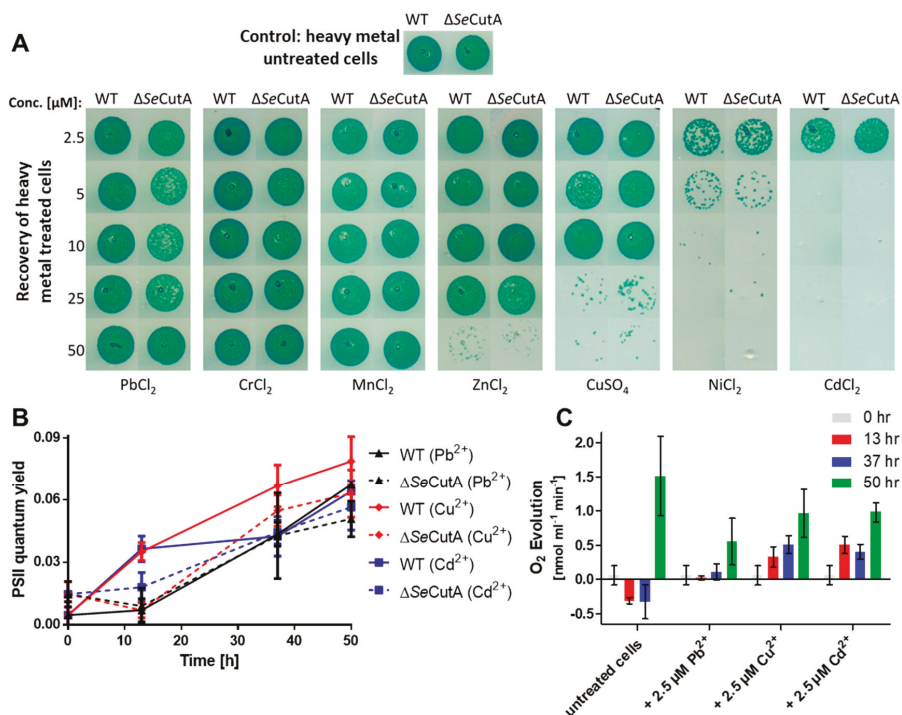 A
WT ΔSeCutA
Control: heavy metal
untreated cells
Conc. [µM]: WT ΔSeCutA WT ΔSeCutA WT ΔSeCutA WT ΔSeCutA WT ΔSeCutA WT ΔSeCutA WT ΔSeCutA
Recovery of heavy
metal treated cells
2.5
5
10
25
50
PbCl2 CrCl2 MnCl2 ZnCl2 CuSO4 NiCl2 CdCl2
B
PSII quantum yield
0.09
0.06
0.03
0.00
0 10 20 30 40 50
Time [h]
WT (Pb2+)
ΔSeCutA (Pb2+)
WT (Cu2+)
ΔSeCutA (Cu2+)
WT (Cd2+)
ΔSeCutA (Cd2+)
C
0 hr
13 hr
37 hr
50 hr
O2 Evolution
[nmol ml-1 min-1]
2.0
1.5
1.0
0.5
0.0
-0.5
untreated cells
+ 2.5 µM Pb2+
+ 2.5 µM Cu2+
+ 2.5 µM Cd2+